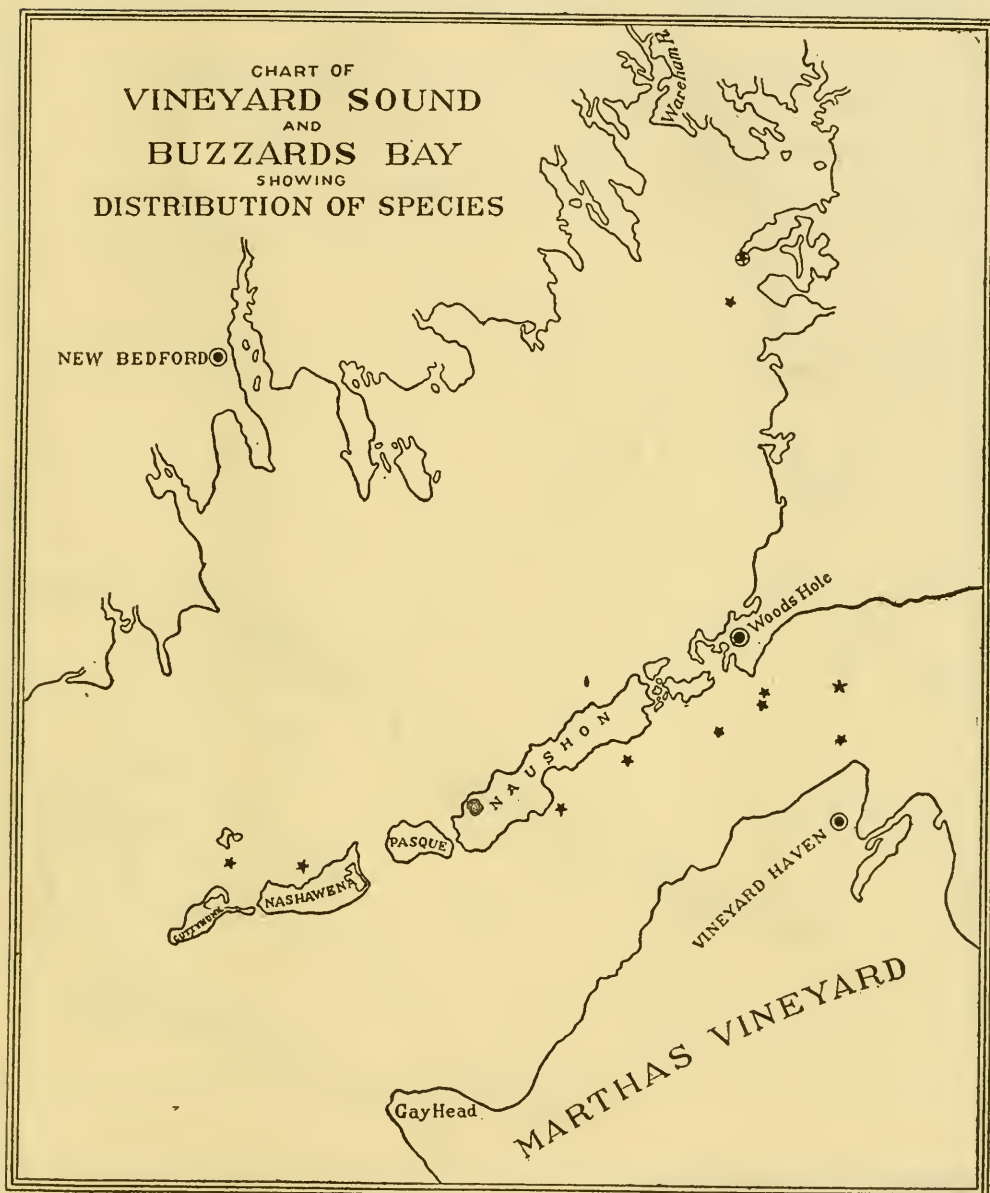 CHART OF
VINEYARD SOUND
AND
BUZZARDS BAY
SHOWING
DISTRIBUTION OF SPECIES
Wareham R.
NEW BEDFORD
Woods Hole
NAUSHON
PASQUE
NASHAWENA
CUTTYHUNK
VINEYARD HAVEN
MARTHAS VINEYARD
Gay Head